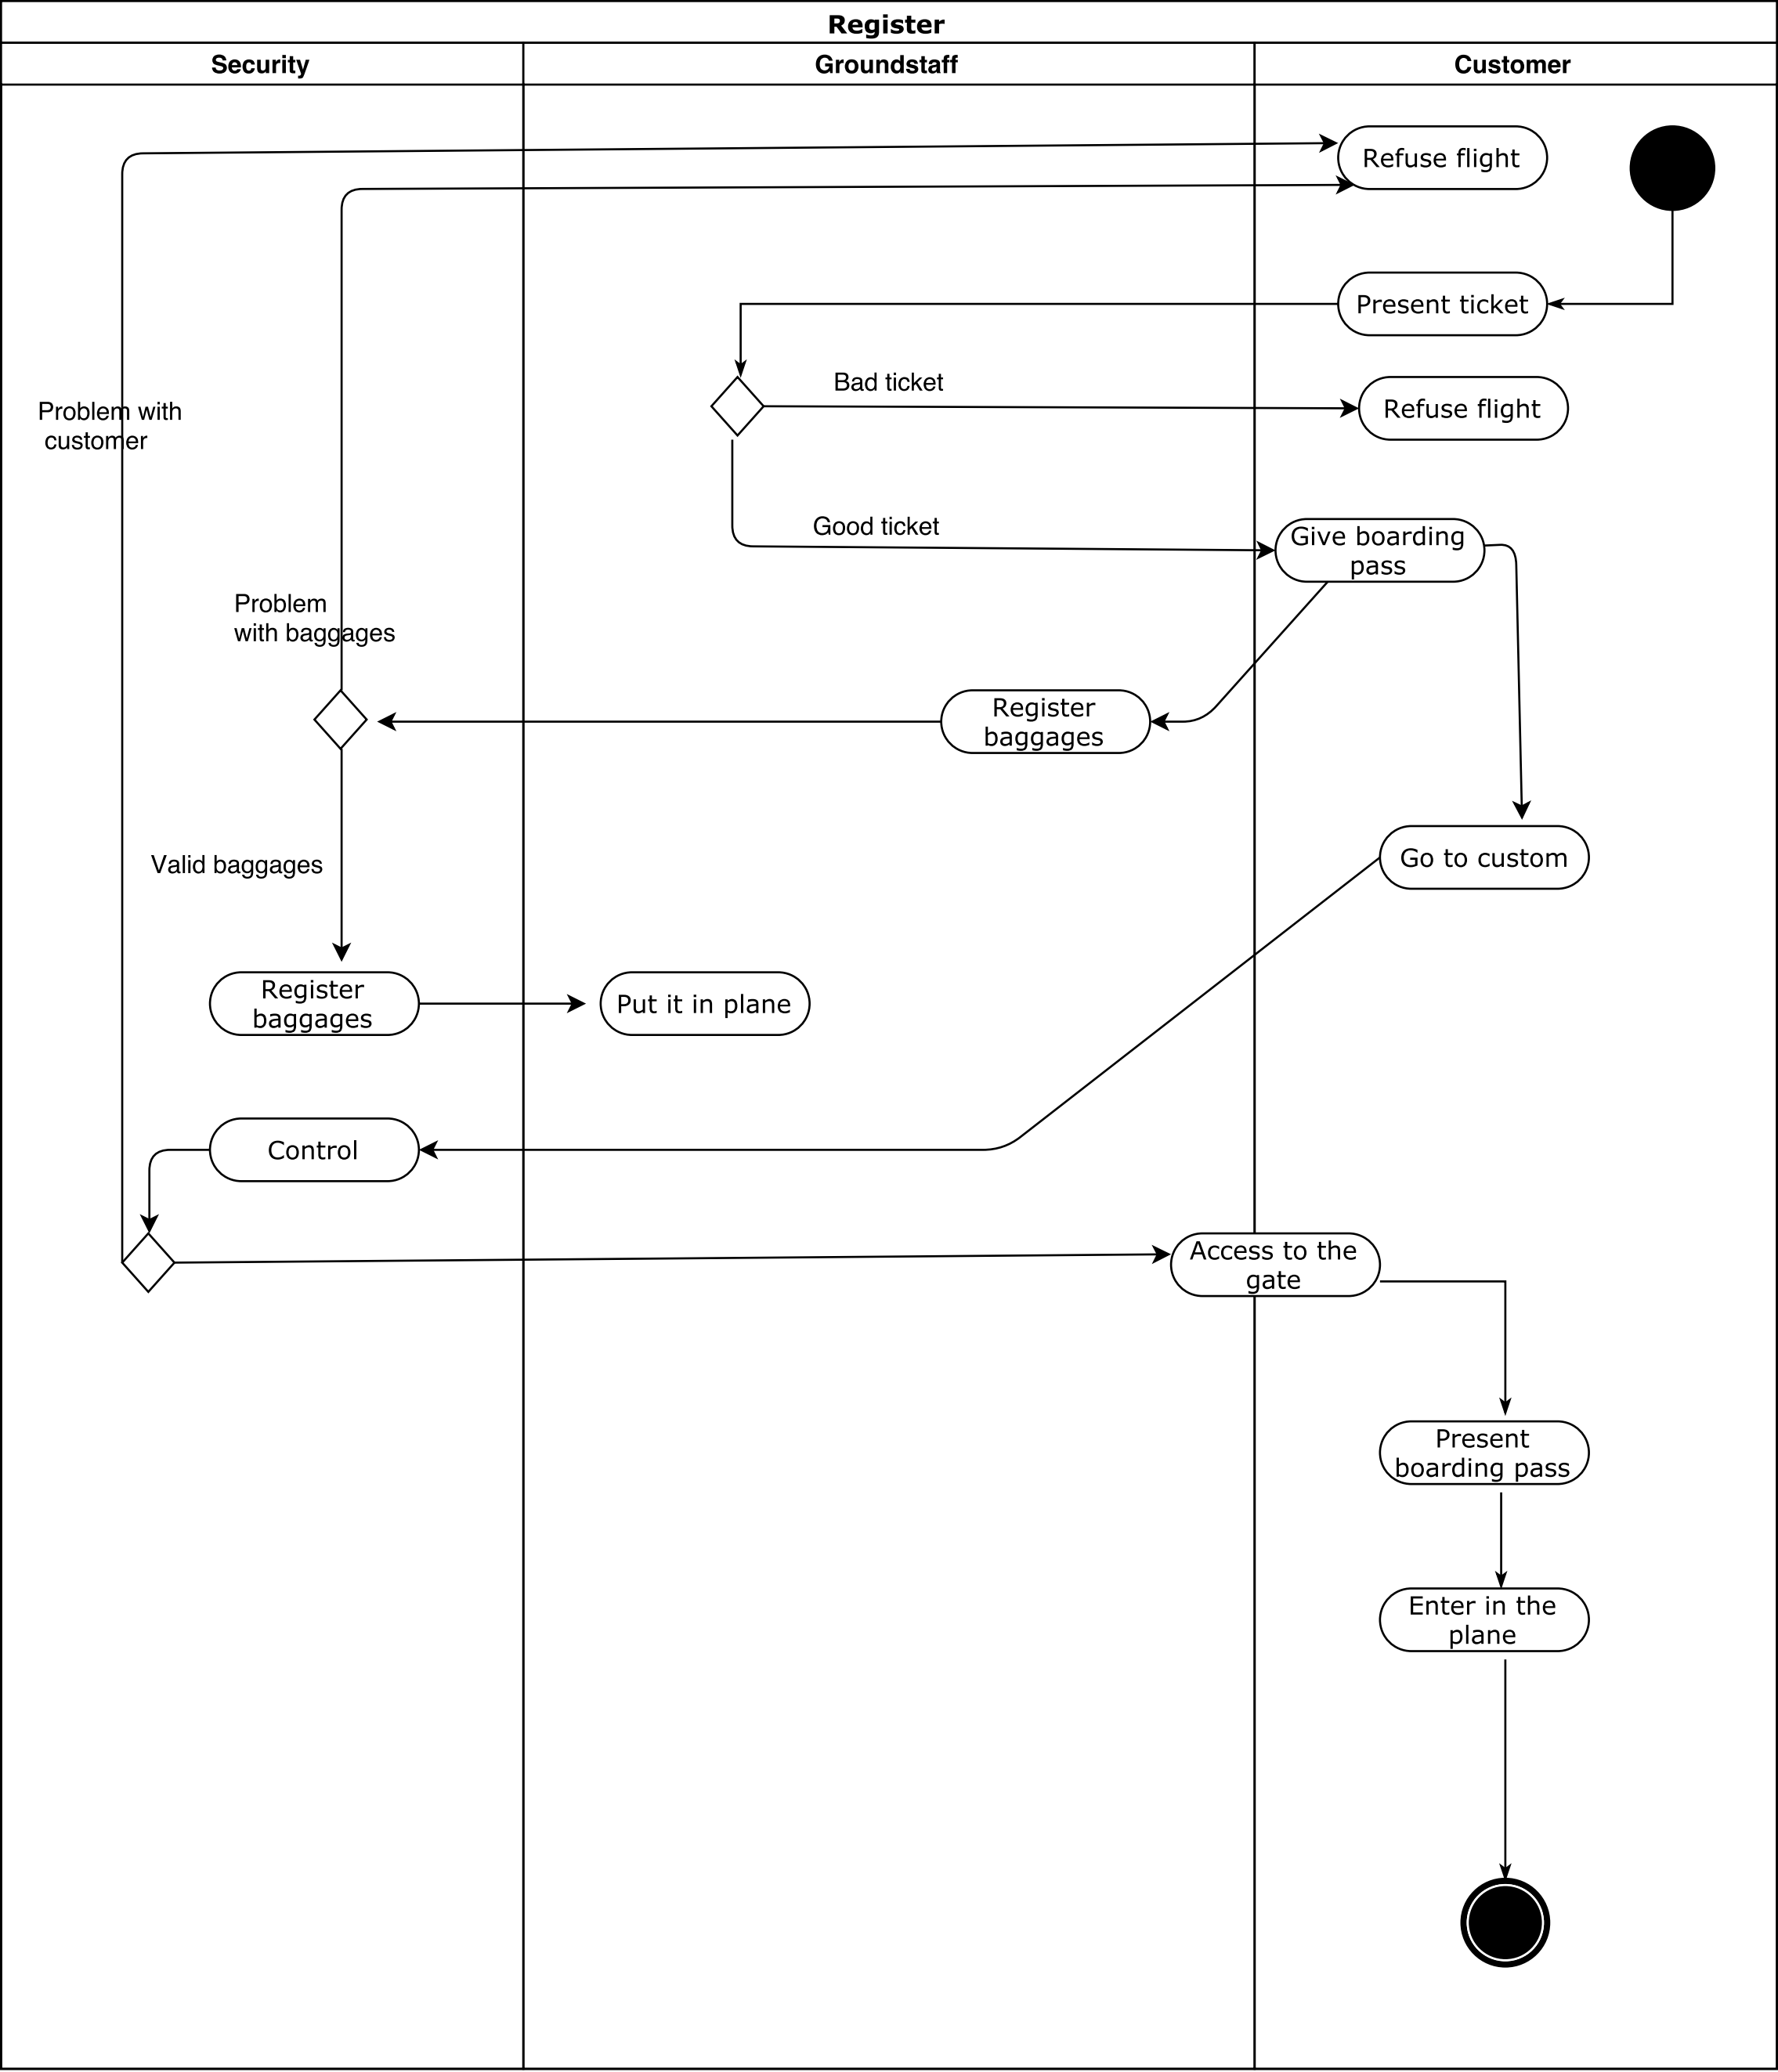 Register
Security
Groundstaff
Customer
Refuse flight
Present ticket
Bad ticket
Refuse flight
Problem with
customer
Good ticket
Give boarding
pass
Problem
with baggages
Register
baggages
Go to custom
Valid baggages
Register
baggages
Put it in plane
Control
Access to the
gate
Present
boarding pass
Enter in the
plane